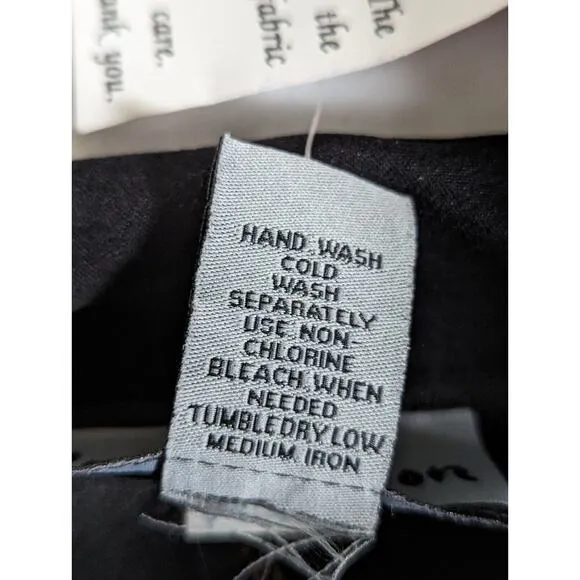 The
the
fabric
care.
you.
HAND WASH
COLD
WASH
SEPARATELY
USE NON-
CHLORINE
BLEACH WHEN
NEEDED
TUMBLE DRY LOW
MEDIUM IRON